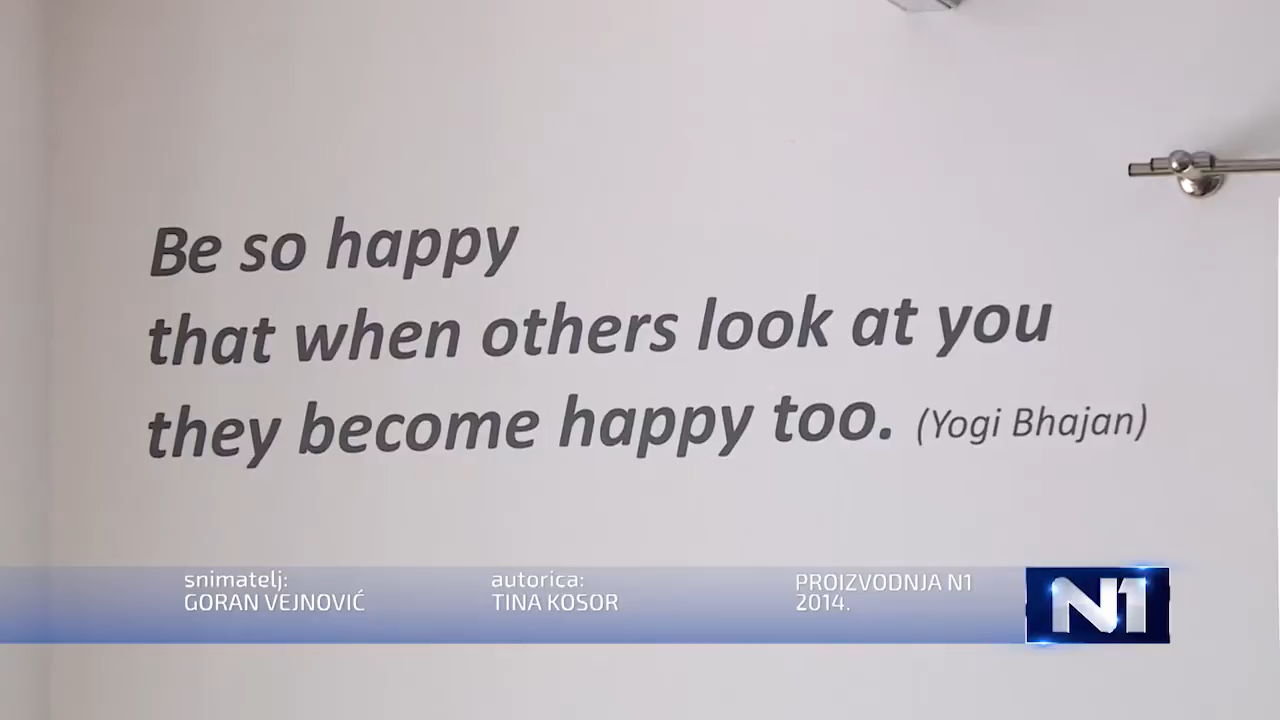 Be so happy
that when others look at you
they become happy too. (Yogi Bhajan)
snimatelj:
GORAN VEJNOVIĆ
autorica:
TINA KOSOR
PROIZVODNJA N1
2014.
N1